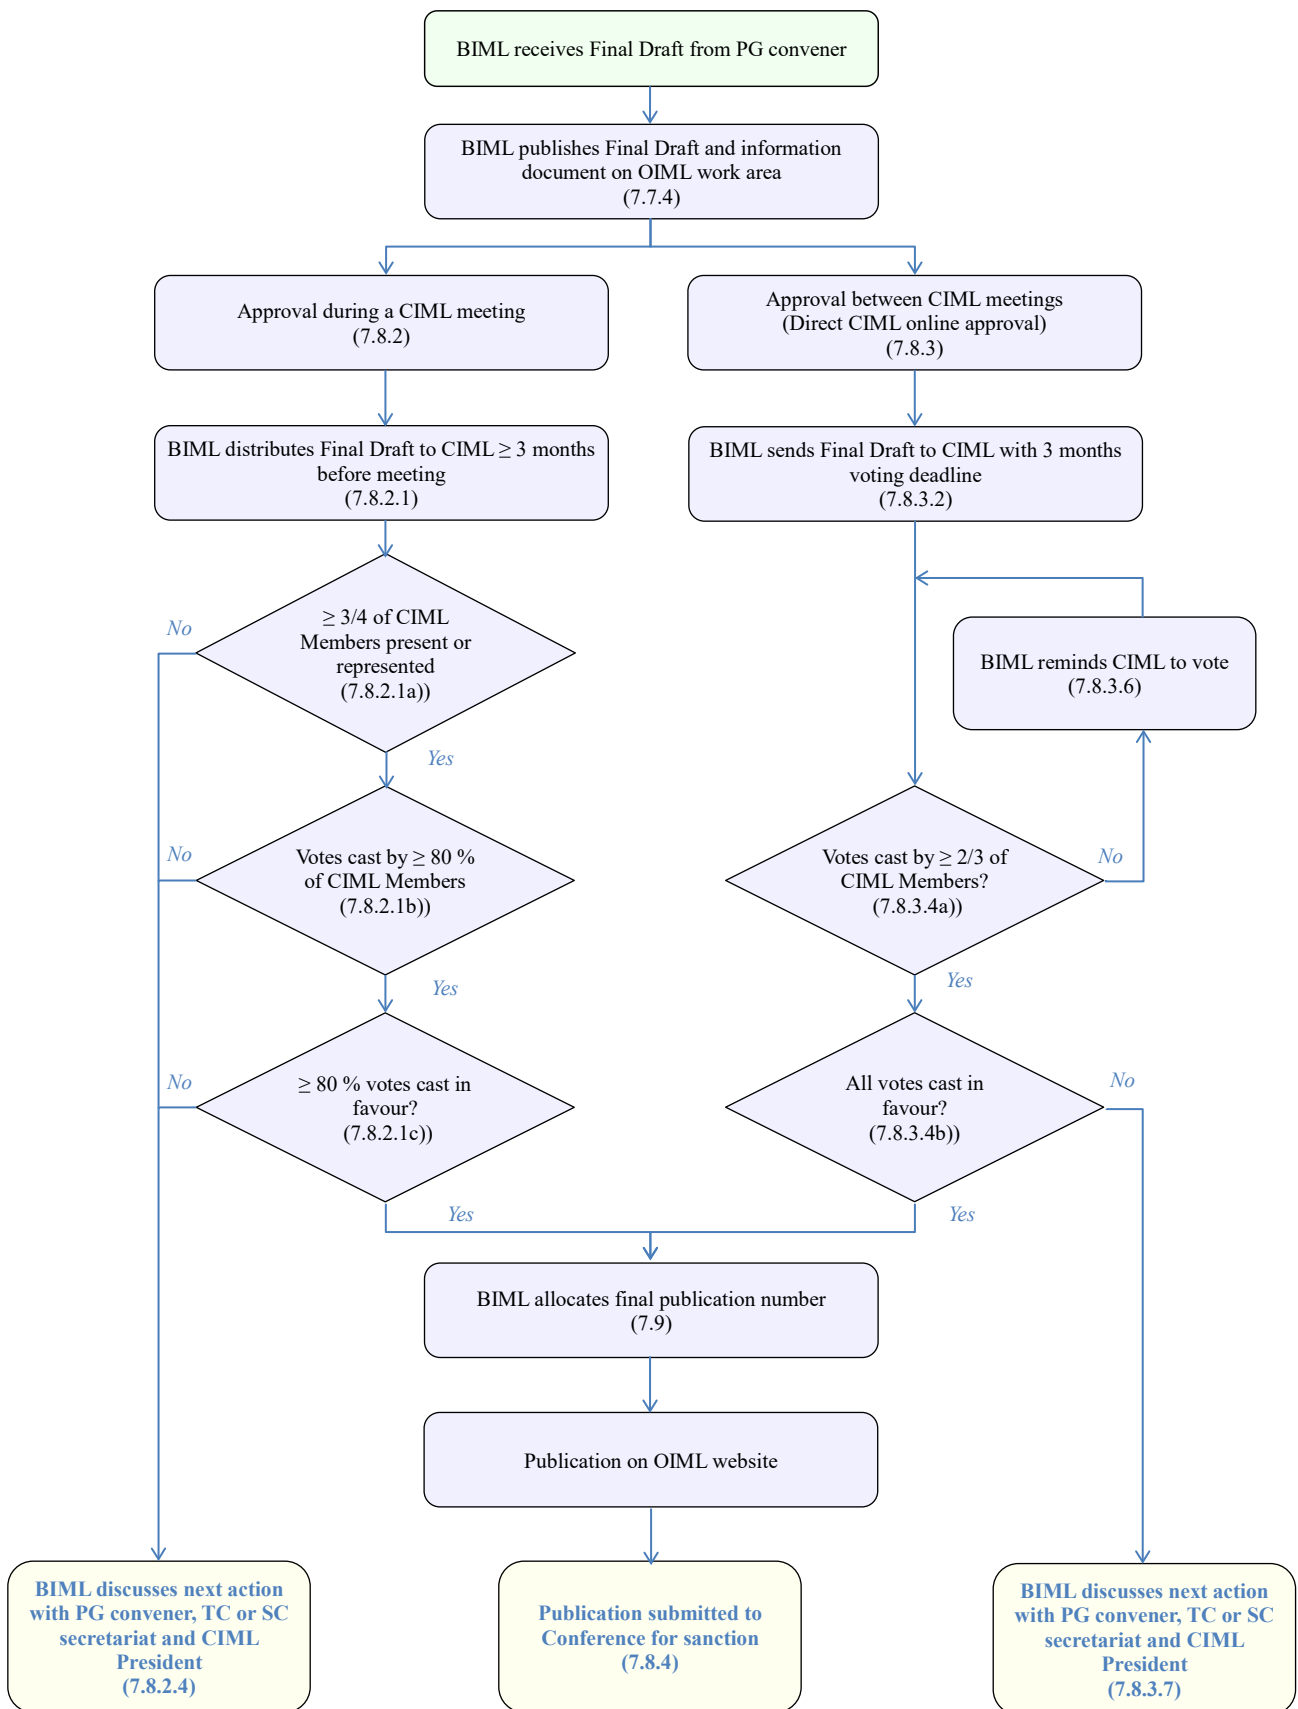 BIML receives Final Draft from PG convener
BIML publishes Final Draft and information
document on OIML work area
(7.7.4)
Approval during a CIML meeting
(7.8.2)
Approval between CIML meetings
(Direct CIML online approval)
(7.8.3)
BIML distributes Final Draft to CIML ≥ 3 months
before meeting
(7.8.2.1)
BIML sends Final Draft to CIML with 3 months
voting deadline
(7.8.3.2)
≥ 3/4 of CIML
Members present or
represented
(7.8.2.1a))
No
Yes
BIML reminds CIML to vote
(7.8.3.6)
Votes cast by ≥ 80 %
of CIML Members
(7.8.2.1b))
No
Yes
Votes cast by ≥ 2/3 of
CIML Members?
(7.8.3.4a))
No
Yes
≥ 80 % votes cast in
favour?
(7.8.2.1c))
No
Yes
All votes cast in
favour?
(7.8.3.4b))
No
Yes
BIML allocates final publication number
(7.9)
Publication on OIML website
BIML discusses next action
with PG convener, TC or SC
secretariat and CIML
President
(7.8.2.4)
Publication submitted to
Conference for sanction
(7.8.4)
BIML discusses next action
with PG convener, TC or SC
secretariat and CIML
President
(7.8.3.7)